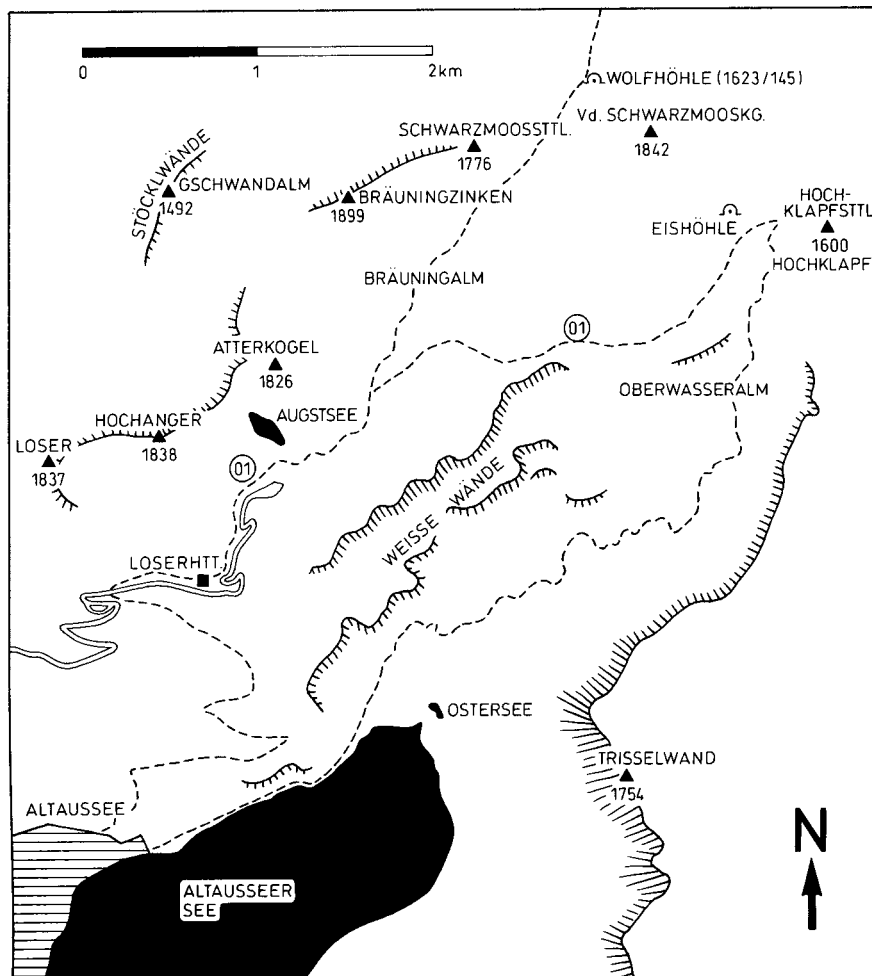 0 1 2km
WOLFHÖHLE (1623/145)
Vd. SCHWARZMOOSKG.
1842
SCHWARZMOOSSTTL.
1776
STÖCKLWÄNDE
GSCHWANDALM
1492
BRÄUNINGZINKEN
1899
HOCH-
KLAPFSTTL
1600
HOCHKLAPF
EISHÖHLE
BRÄUNINGALM
01
ATTERKOGEL
1826
OBERWASSERALM
AUGSTSEE
HOCHANGER
1838
LOSER
1837
01
WEISSE WÄNDE
LOSERHTT.
OSTERSEE
TRISSELWAND
1754
ALTAUSSEE
N
ALTAUSSEER
SEE